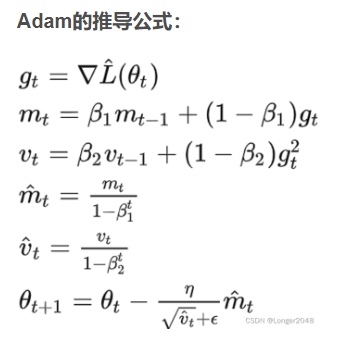 Adam的推导公式：
g_t = ∇L̂(θ_t)
m_t = β_1 m_{t−1} + (1 − β_1)g_t
v_t = β_2 v_{t−1} + (1 − β_2)g_t^2
m̂_t = m_t / (1−β_1^t)
v̂_t = v_t / (1−β_2^t)
θ_{t+1} = θ_t − η / (√v̂_t+ϵ) m̂_t
CSDN @Longer2048